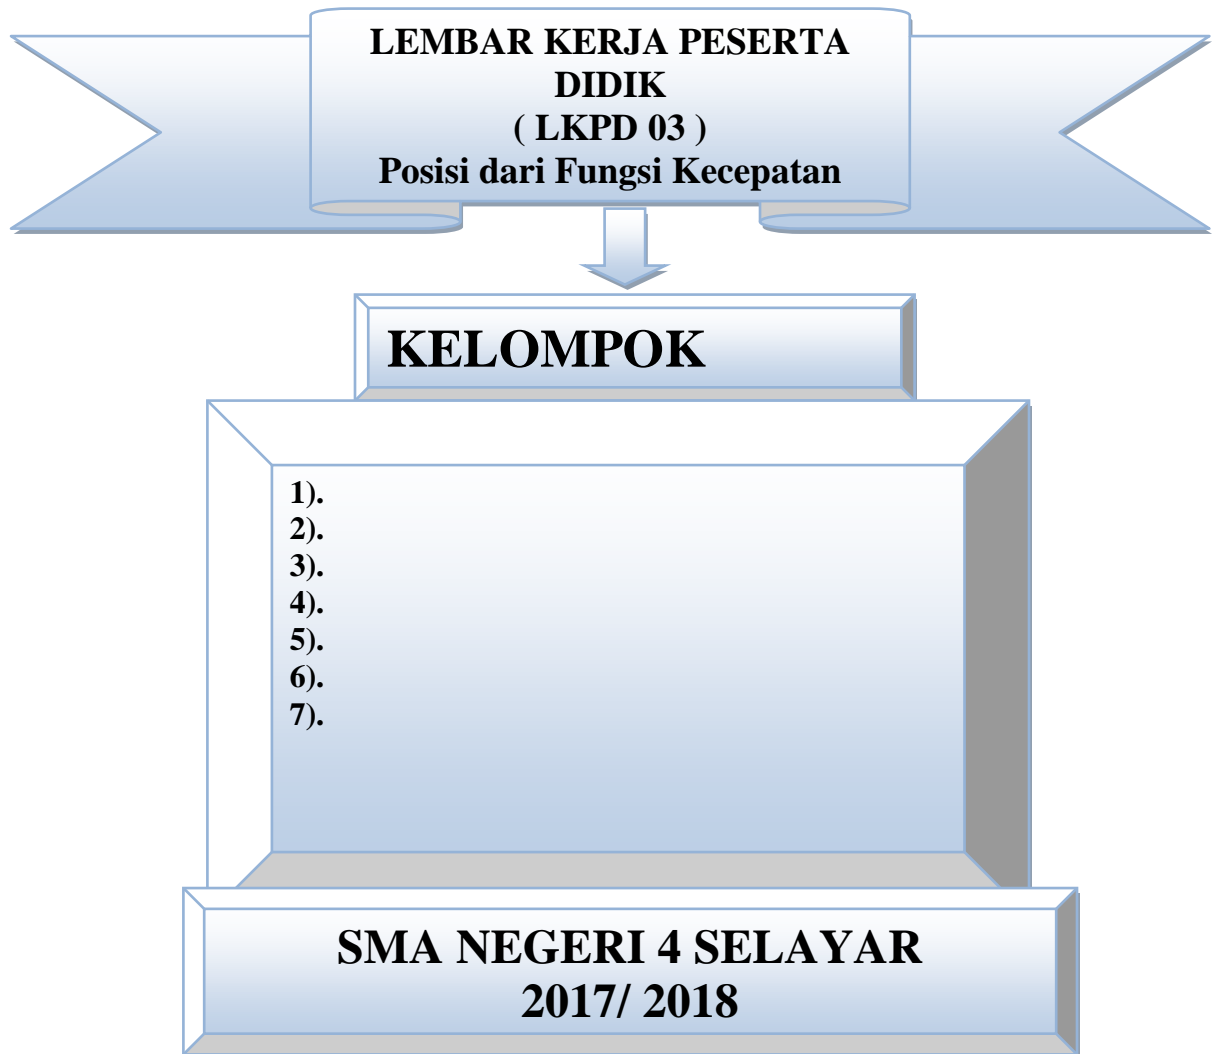 LEMBAR KERJA PESERTA
DIDIK
( LKPD 03 )
Posisi dari Fungsi Kecepatan
KELOMPOK
1).
2).
3).
4).
5).
6).
7).
SMA NEGERI 4 SELAYAR
2017/ 2018